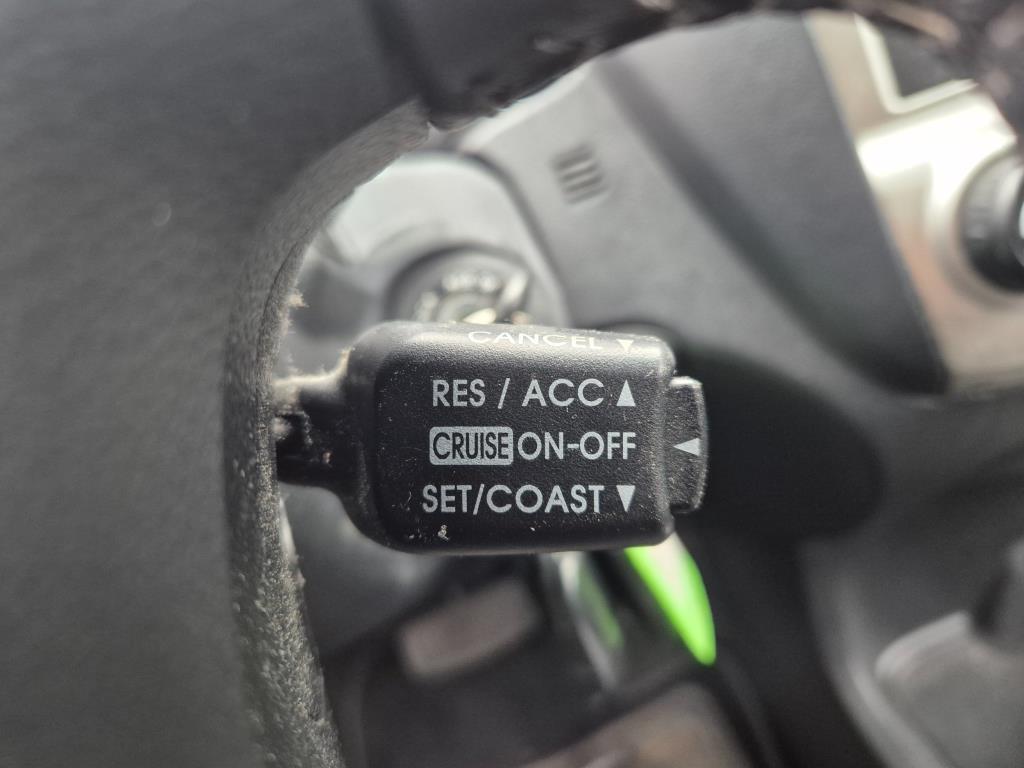 CANCEL ▼
RES / ACC ▲
CRUISE ON-OFF ◀
SET/COAST ▼